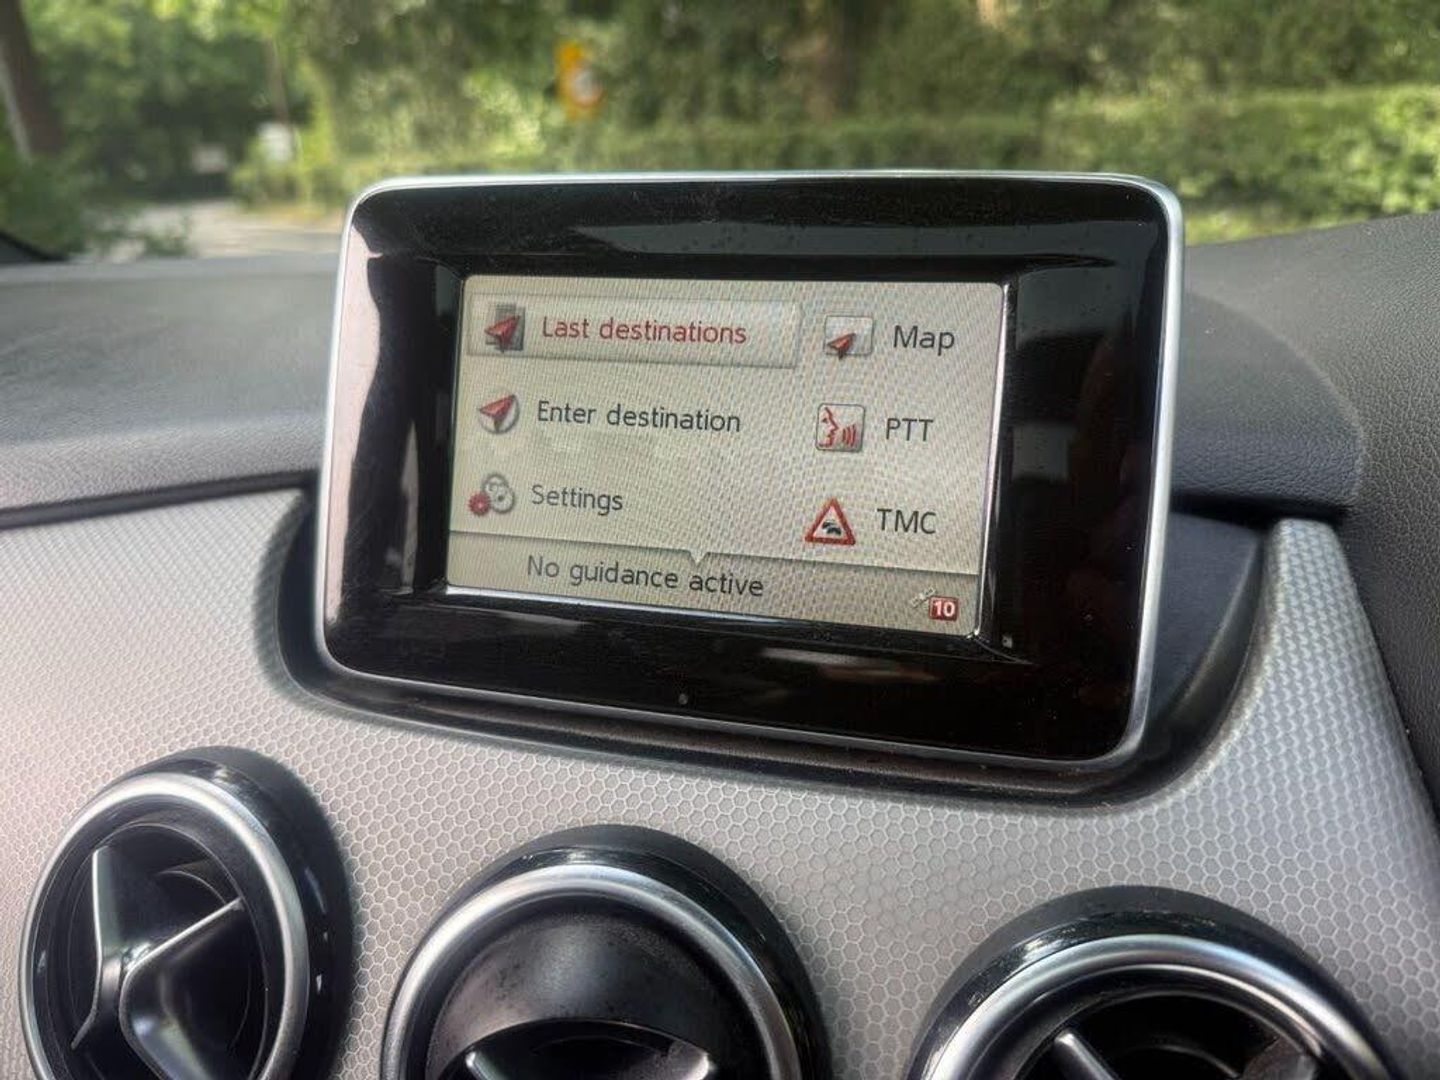 Last destinations
Map
Enter destination
PTT
Settings
TMC
No guidance active
10